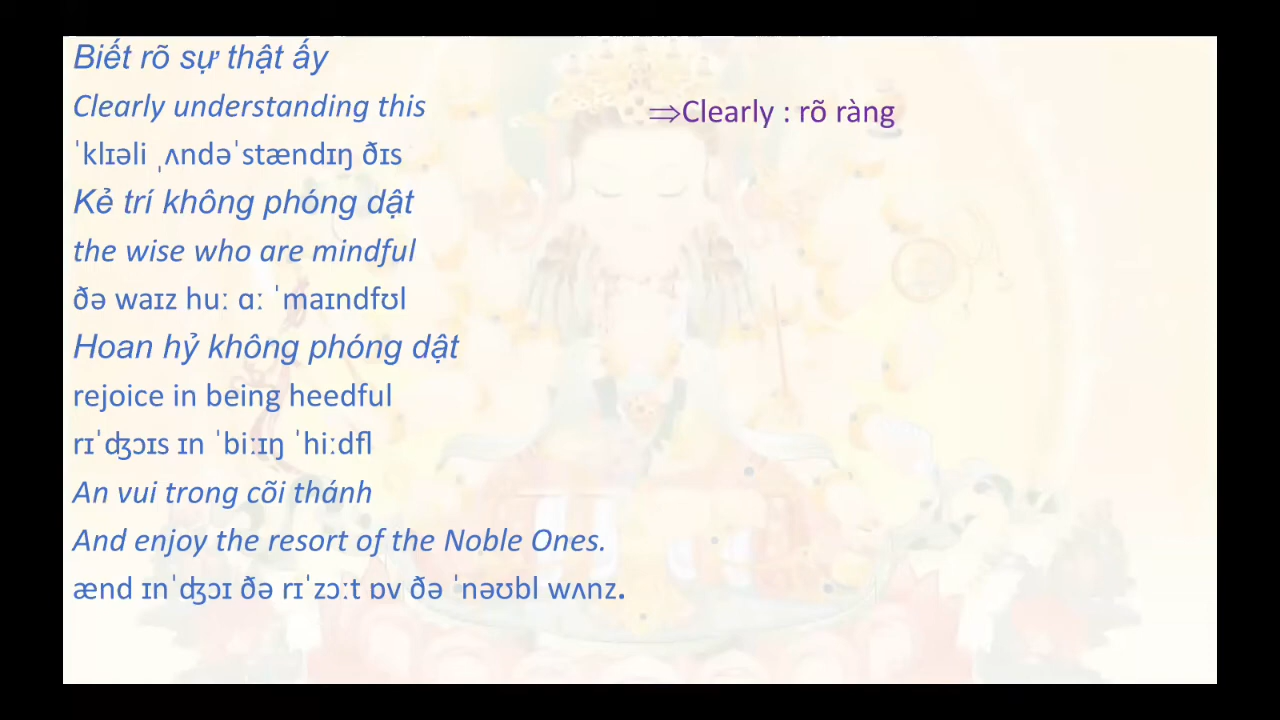 Biết rõ sự thật ấy
Clearly understanding this
⇒Clearly : rõ ràng
ˈklɪəli ˌʌndəˈstændɪŋ ðɪs
Kẻ trí không phóng dật
the wise who are mindful
ðə waɪz huː ɑː ˈmaɪndfʊl
Hoan hỷ không phóng dật
rejoice in being heedful
rɪˈʤɔɪs ɪn ˈbiːɪŋ ˈhiːdfl
An vui trong cõi thánh
And enjoy the resort of the Noble Ones.
ænd ɪnˈʤɔɪ ðə rɪˈzɔːt ɒv ðə ˈnəʊbl wʌnz.